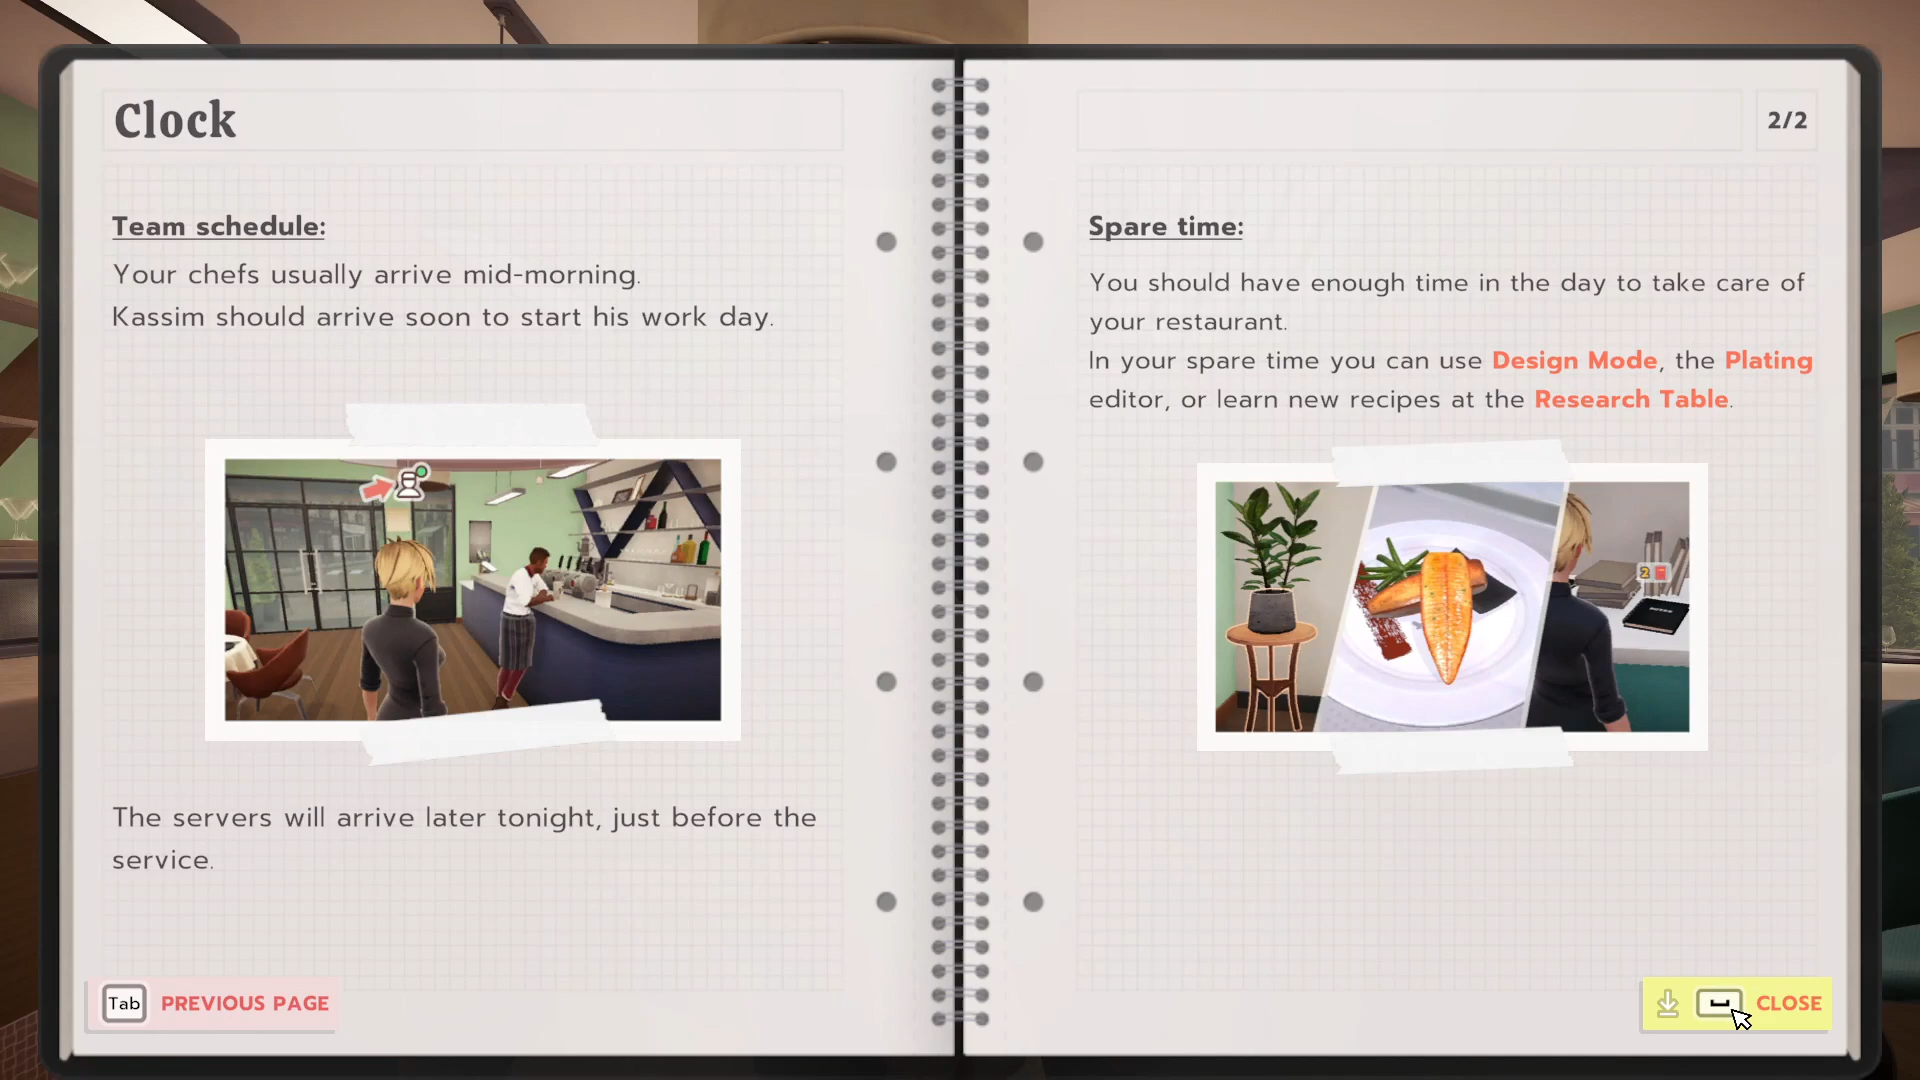 Clock
2/2
Team schedule:
Your chefs usually arrive mid-morning.
Kassim should arrive soon to start his work day.
The servers will arrive later tonight, just before the
service.
Spare time:
You should have enough time in the day to take care of
your restaurant.
In your spare time you can use Design Mode, the Plating
editor, or learn new recipes at the Research Table.
2
Tab PREVIOUS PAGE
CLOSE